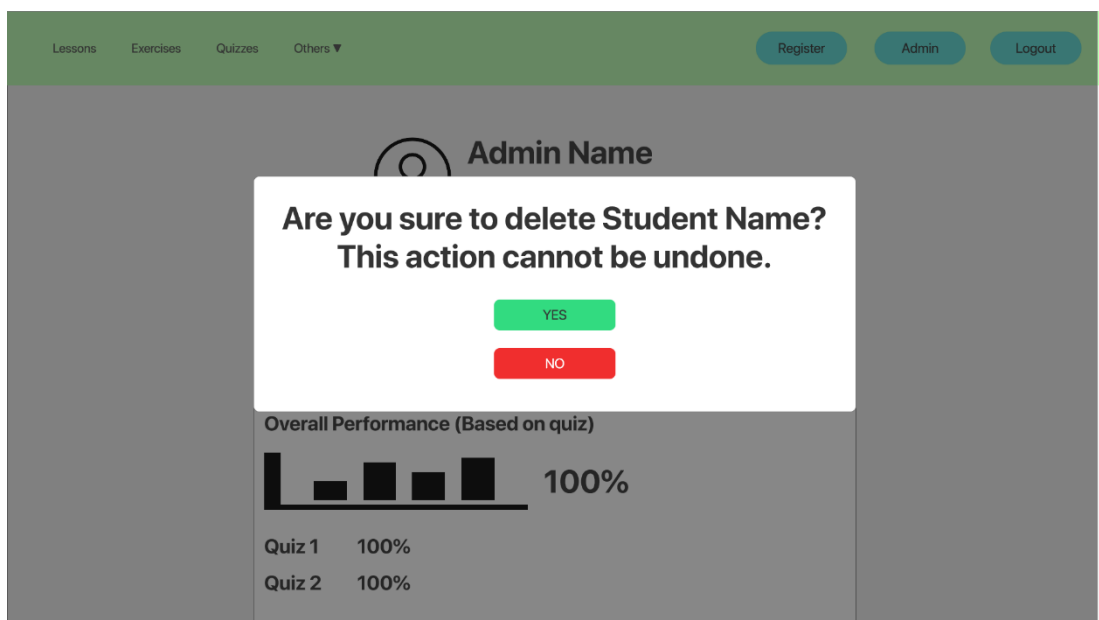 Lessons Exercises Quizzes Others ▼ Register Admin Logout
Admin Name
Are you sure to delete Student Name?
This action cannot be undone.
YES
NO
Overall Performance (Based on quiz)
100%
Quiz 1 100%
Quiz 2 100%